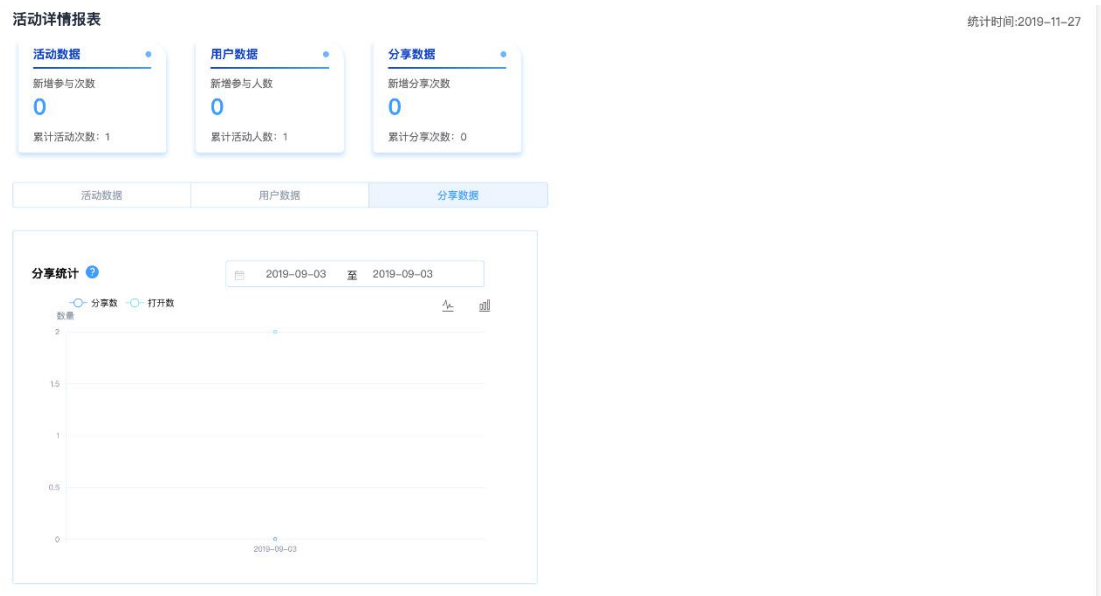 活动详情报表
统计时间:2019-11-27
活动数据
用户数据
分享数据
新增参与次数
新增参与人数
新增分享次数
0
0
0
累计活动次数：1
累计活动人数：1
累计分享次数：0
活动数据
用户数据
分享数据
分享统计 ?
2019-09-03 至 2019-09-03
分享数 打开数
数量
2
1.5
1
0.5
0
2019-09-03